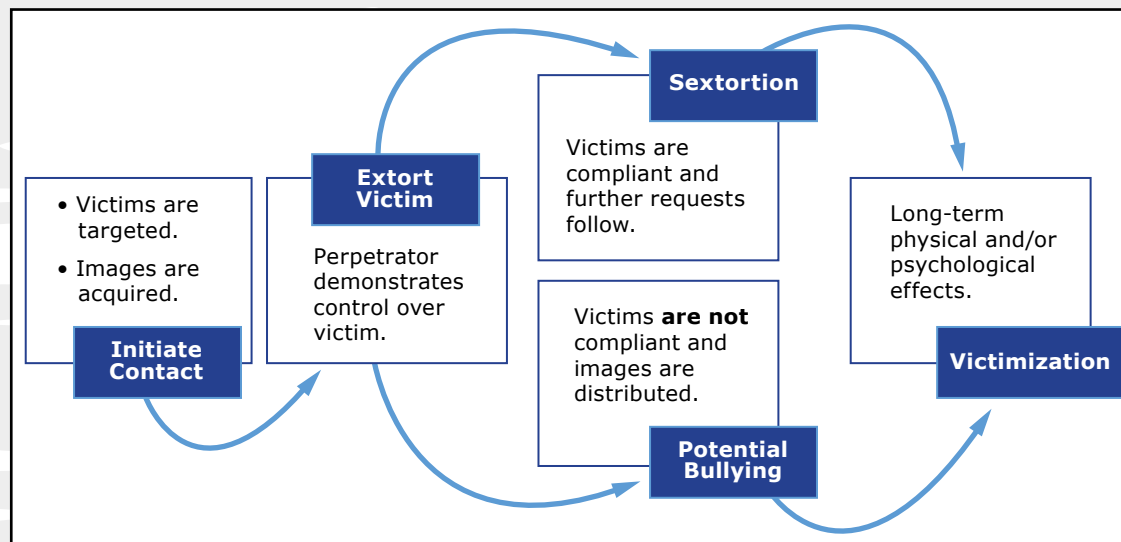 • Victims are
targeted.
• Images are
acquired.
Initiate
Contact
Extort
Victim
Perpetrator
demonstrates
control over
victim.
Sextortion
Victims are
compliant and
further requests
follow.
Victims are not
compliant and
images are
distributed.
Potential
Bullying
Long-term
physical and/or
psychological
effects.
Victimization